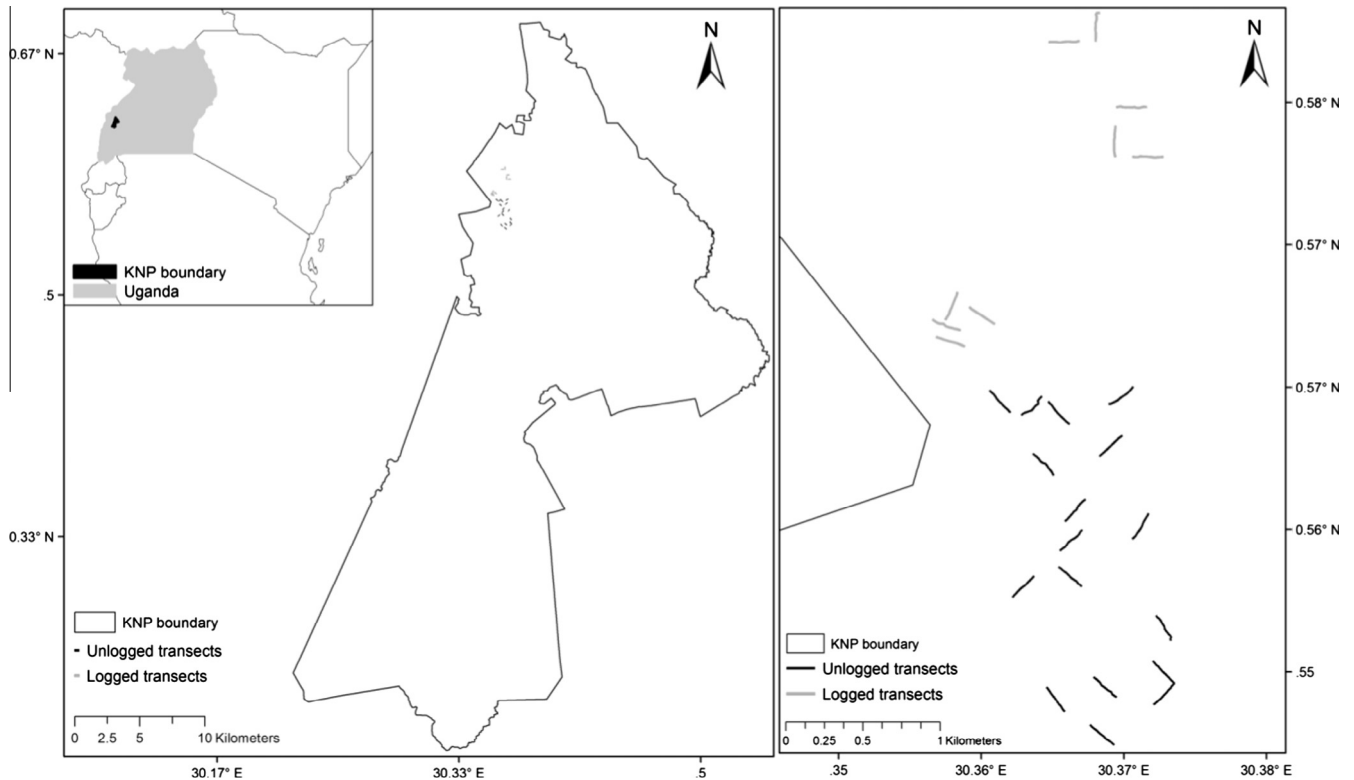 0.67° N
.5
0.33° N
KNP boundary
Uganda
N
KNP boundary
Unlogged transects
Logged transects
0 2.5 5 10 Kilometers
30.17° E 30.33° E .5
N
0.58° N
0.57° N
0.57° N
0.56° N
.55
KNP boundary
Unlogged transects
Logged transects
0 0.25 0.5 1 Kilometers
.35 30.36° E 30.37° E 30.38° E